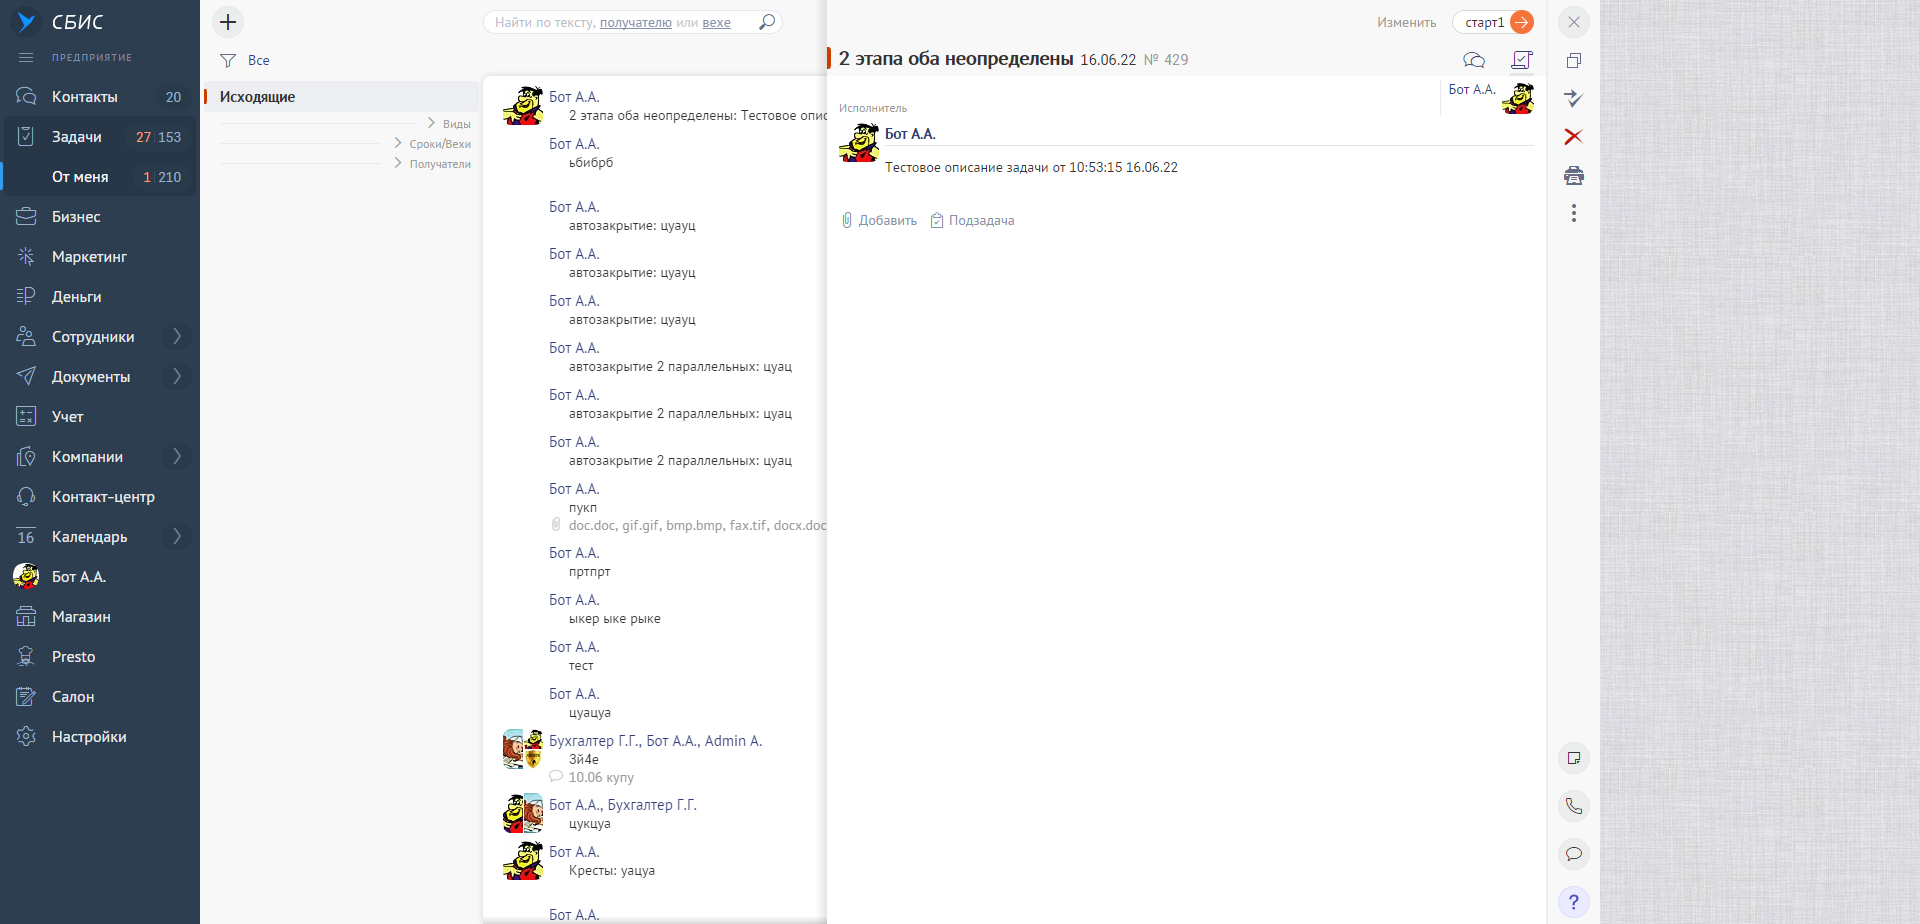 СБИС
ПРЕДПРИЯТИЕ
Контакты 20
Задачи 27 153
От меня 1 210
Бизнес
Маркетинг
Деньги
Сотрудники
Документы
Учет
Компании
Контакт-центр
16 Календарь
Бот А.А.
Магазин
Presto
Салон
Настройки
Найти по тексту, получателю или вехе
Все
Исходящие
Виды
Сроки/Вехи
Получатели
Бот А.А.
2 этапа оба неопределены: Тестовое опис
Бот А.А.
ьбибрб
Бот А.А.
автозакрытие: цуауц
Бот А.А.
автозакрытие: цуауц
Бот А.А.
автозакрытие: цуауц
Бот А.А.
автозакрытие 2 параллельных: цуац
Бот А.А.
автозакрытие 2 параллельных: цуац
Бот А.А.
автозакрытие 2 параллельных: цуац
Бот А.А.
пукп
doc.doc, gif.gif, bmp.bmp, fax.tif, docx.doc
Бот А.А.
пртпрт
Бот А.А.
ыкер ыке рыке
Бот А.А.
тест
Бот А.А.
цуацуа
Бухгалтер Г.Г., Бот А.А., Admin А.
3й4е
10.06 купу
Бот А.А., Бухгалтер Г.Г.
цукцуа
Бот А.А.
Кресты: уацуа
Бот А.А.
Изменить старт1
2 этапа оба неопределены 16.06.22 № 429
Бот А.А.
Исполнитель
Бот А.А.
Тестовое описание задачи от 10:53:15 16.06.22
Добавить Подзадача
?